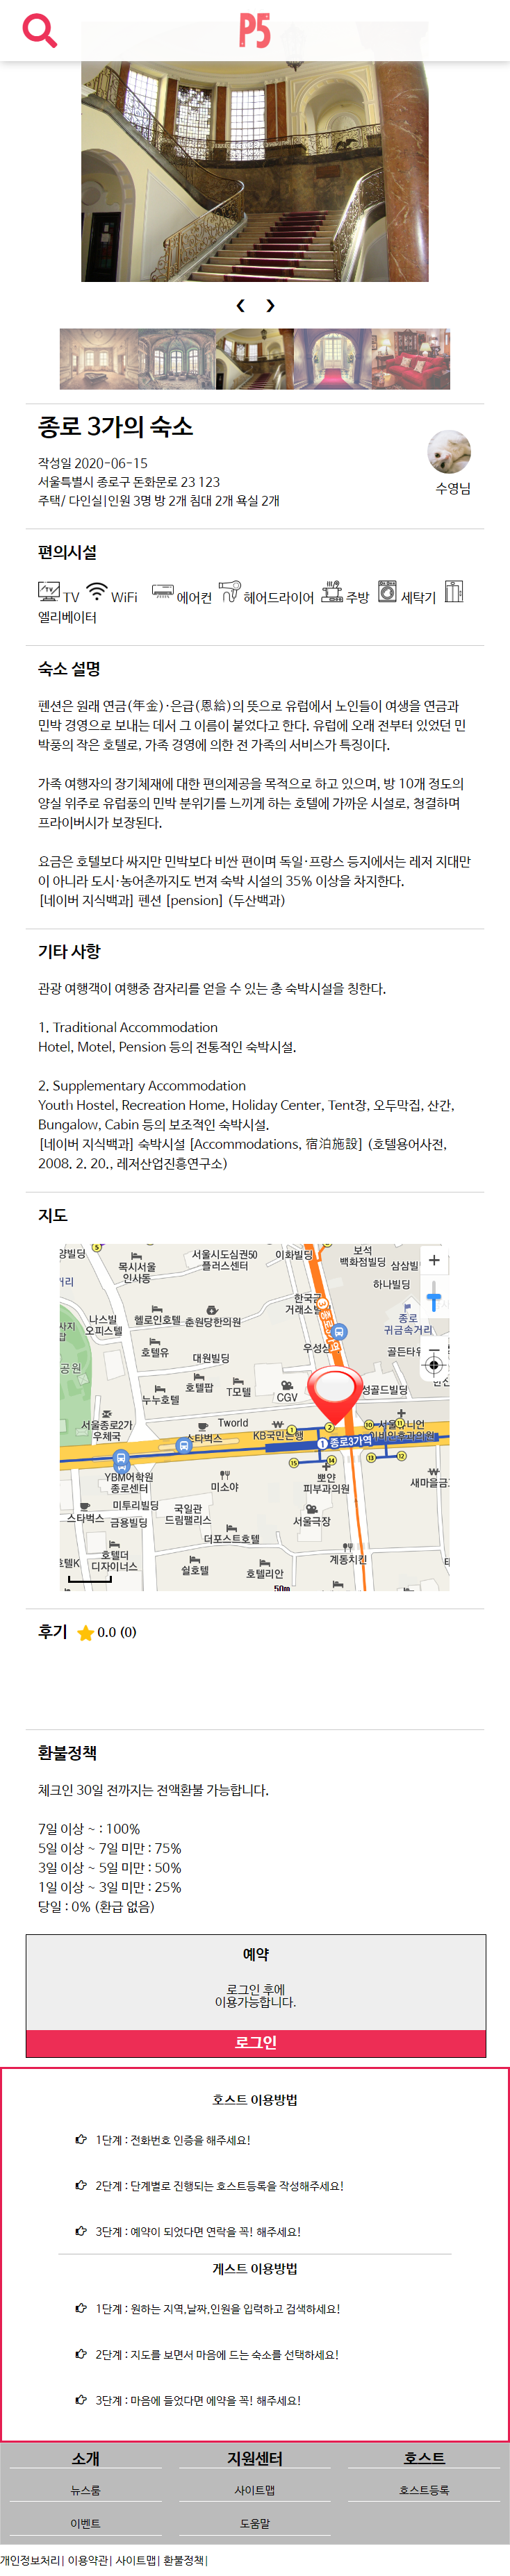 P5
❮ ❯
종로 3가의 숙소
작성일 2020-06-15
서울특별시 종로구 돈화문로 23 123
주택/ 다인실|인원 3명 방 2개 침대 2개 욕실 2개
수영님
편의시설
TV WiFi 에어컨 헤어드라이어 주방 세탁기
엘리베이터
숙소 설명
펜션은 원래 연금(年金)·은급(恩給)의 뜻으로 유럽에서 노인들이 여생을 연금과
민박 경영으로 보내는 데서 그 이름이 붙었다고 한다. 유럽에 오래 전부터 있었던 민
박풍의 작은 호텔로, 가족 경영에 의한 전 가족의 서비스가 특징이다.
가족 여행자의 장기체재에 대한 편의제공을 목적으로 하고 있으며, 방 10개 정도의
양실 위주로 유럽풍의 민박 분위기를 느끼게 하는 호텔에 가까운 시설로, 청결하며
프라이버시가 보장된다.
요금은 호텔보다 싸지만 민박보다 비싼 편이며 독일·프랑스 등지에서는 레저 지대만
이 아니라 도시·농어촌까지도 번져 숙박 시설의 35% 이상을 차지한다.
[네이버 지식백과] 펜션 [pension] (두산백과)
기타 사항
관광 여행객이 여행중 잠자리를 얻을 수 있는 총 숙박시설을 칭한다.
1. Traditional Accommodation
Hotel, Motel, Pension 등의 전통적인 숙박시설.
2. Supplementary Accommodation
Youth Hostel, Recreation Home, Holiday Center, Tent장, 오두막집, 산간,
Bungalow, Cabin 등의 보조적인 숙박시설.
[네이버 지식백과] 숙박시설 [Accommodations, 宿泊施設] (호텔용어사전,
2008. 2. 20., 레저산업진흥연구소)
지도
양빌딩 5 목시서울
인사동 서울시도심권50
플러스센터 이화빌딩 보석
백화점빌딩 삼삼빌
거리 하나빌딩
나스빌
오피스텔 헬로인호텔 춘원당한의원 한국금
거래소빌 종로
귀금속거리
사지
탑
공원 호텔유 대원빌딩 우성상 골든타워
누누호텔 호텔팝 T모텔 CGV 성골드빌딩
서울종로2가
우체국 스타벅스 Tworld KB국민은행 1 2 10 11 서울유니언
이비인후과의원
1 종로3가역
15 14 13 12
YBM어학원
종로센터 미소야 뽀얀
피부과의원 새마을금
스타벅스 미투리빌딩 금용빌딩 국일관
드림팰리스 서울극장
더포스트호텔
호텔더
디자이너스 쉴호텔 호텔리안 계동치킨
호텔K
50m
후기 0.0 (0)
환불정책
체크인 30일 전까지는 전액환불 가능합니다.
7일 이상 ~ : 100%
5일 이상 ~ 7일 미만 : 75%
3일 이상 ~ 5일 미만 : 50%
1일 이상 ~ 3일 미만 : 25%
당일 : 0% (환급 없음)
예약
로그인 후에
이용가능합니다.
로그인
호스트 이용방법
1단계 : 전화번호 인증을 해주세요!
2단계 : 단계별로 진행되는 호스트등록을 작성해주세요!
3단계 : 예약이 되었다면 연락을 꼭! 해주세요!
게스트 이용방법
1단계 : 원하는 지역,날짜,인원을 입력하고 검색하세요!
2단계 : 지도를 보면서 마음에 드는 숙소를 선택하세요!
3단계 : 마음에 들었다면 예약을 꼭! 해주세요!
소개 지원센터 호스트
뉴스룸 사이트맵 호스트등록
이벤트 도움말
개인정보처리| 이용약관| 사이트맵| 환불정책|